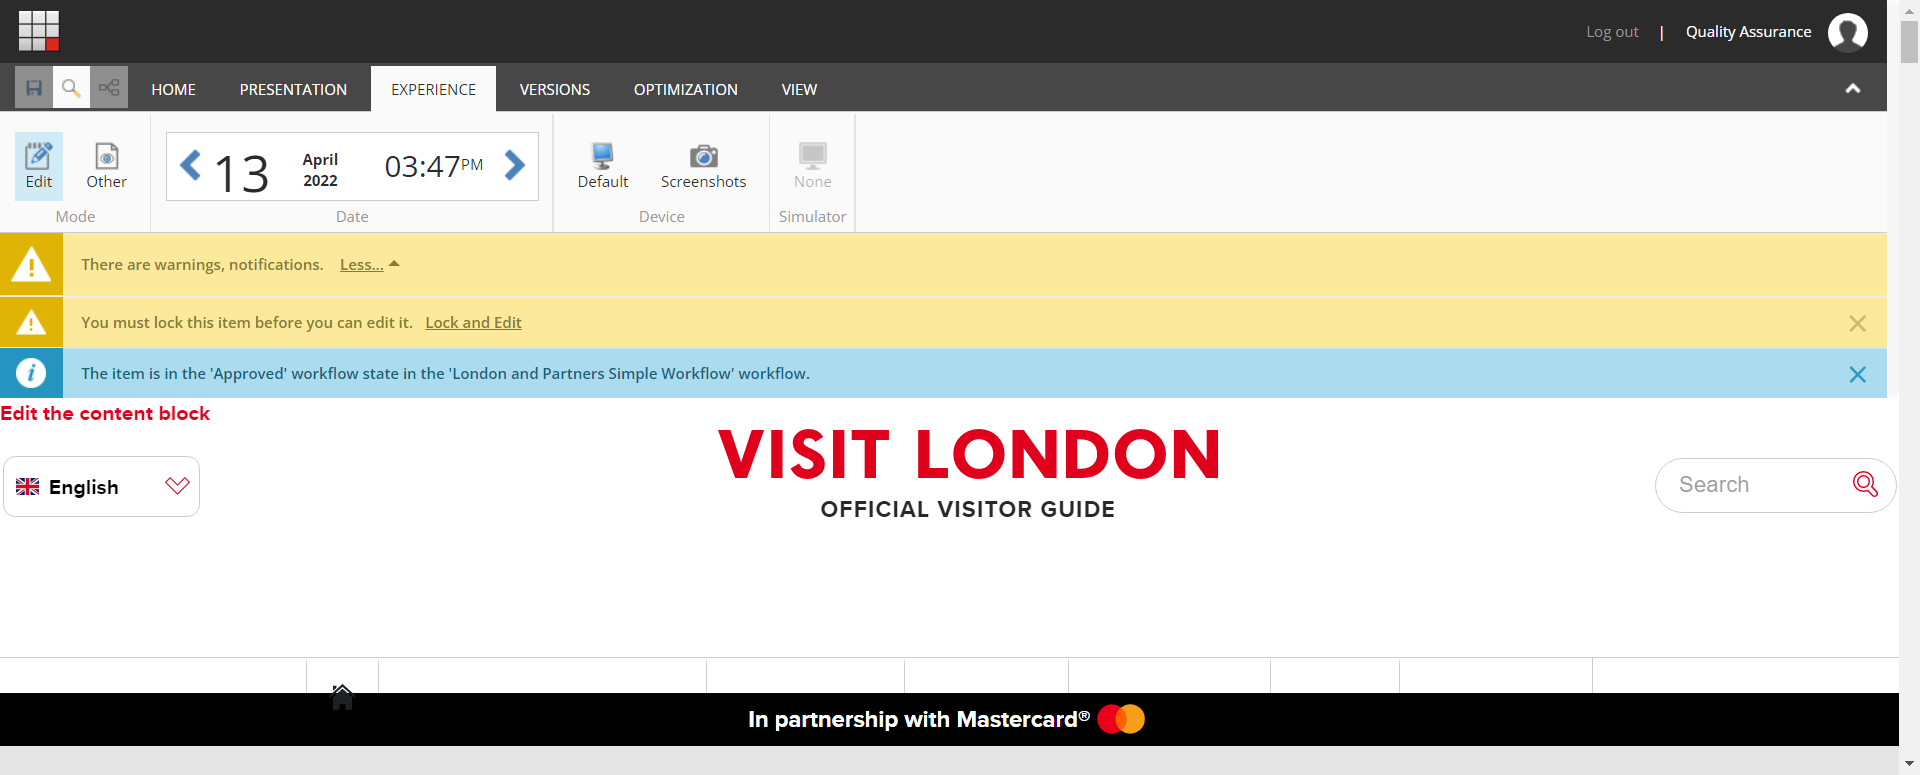 Log out | Quality Assurance
HOME PRESENTATION EXPERIENCE VERSIONS OPTIMIZATION VIEW
Edit Other
Mode
13 April 2022 03:47PM
Date
Default Screenshots
Device
None
Simulator
There are warnings, notifications. Less...
You must lock this item before you can edit it. Lock and Edit
The item is in the 'Approved' workflow state in the 'London and Partners Simple Workflow' workflow.
Edit the content block
VISIT LONDON
OFFICIAL VISITOR GUIDE
English
Search
In partnership with Mastercard®